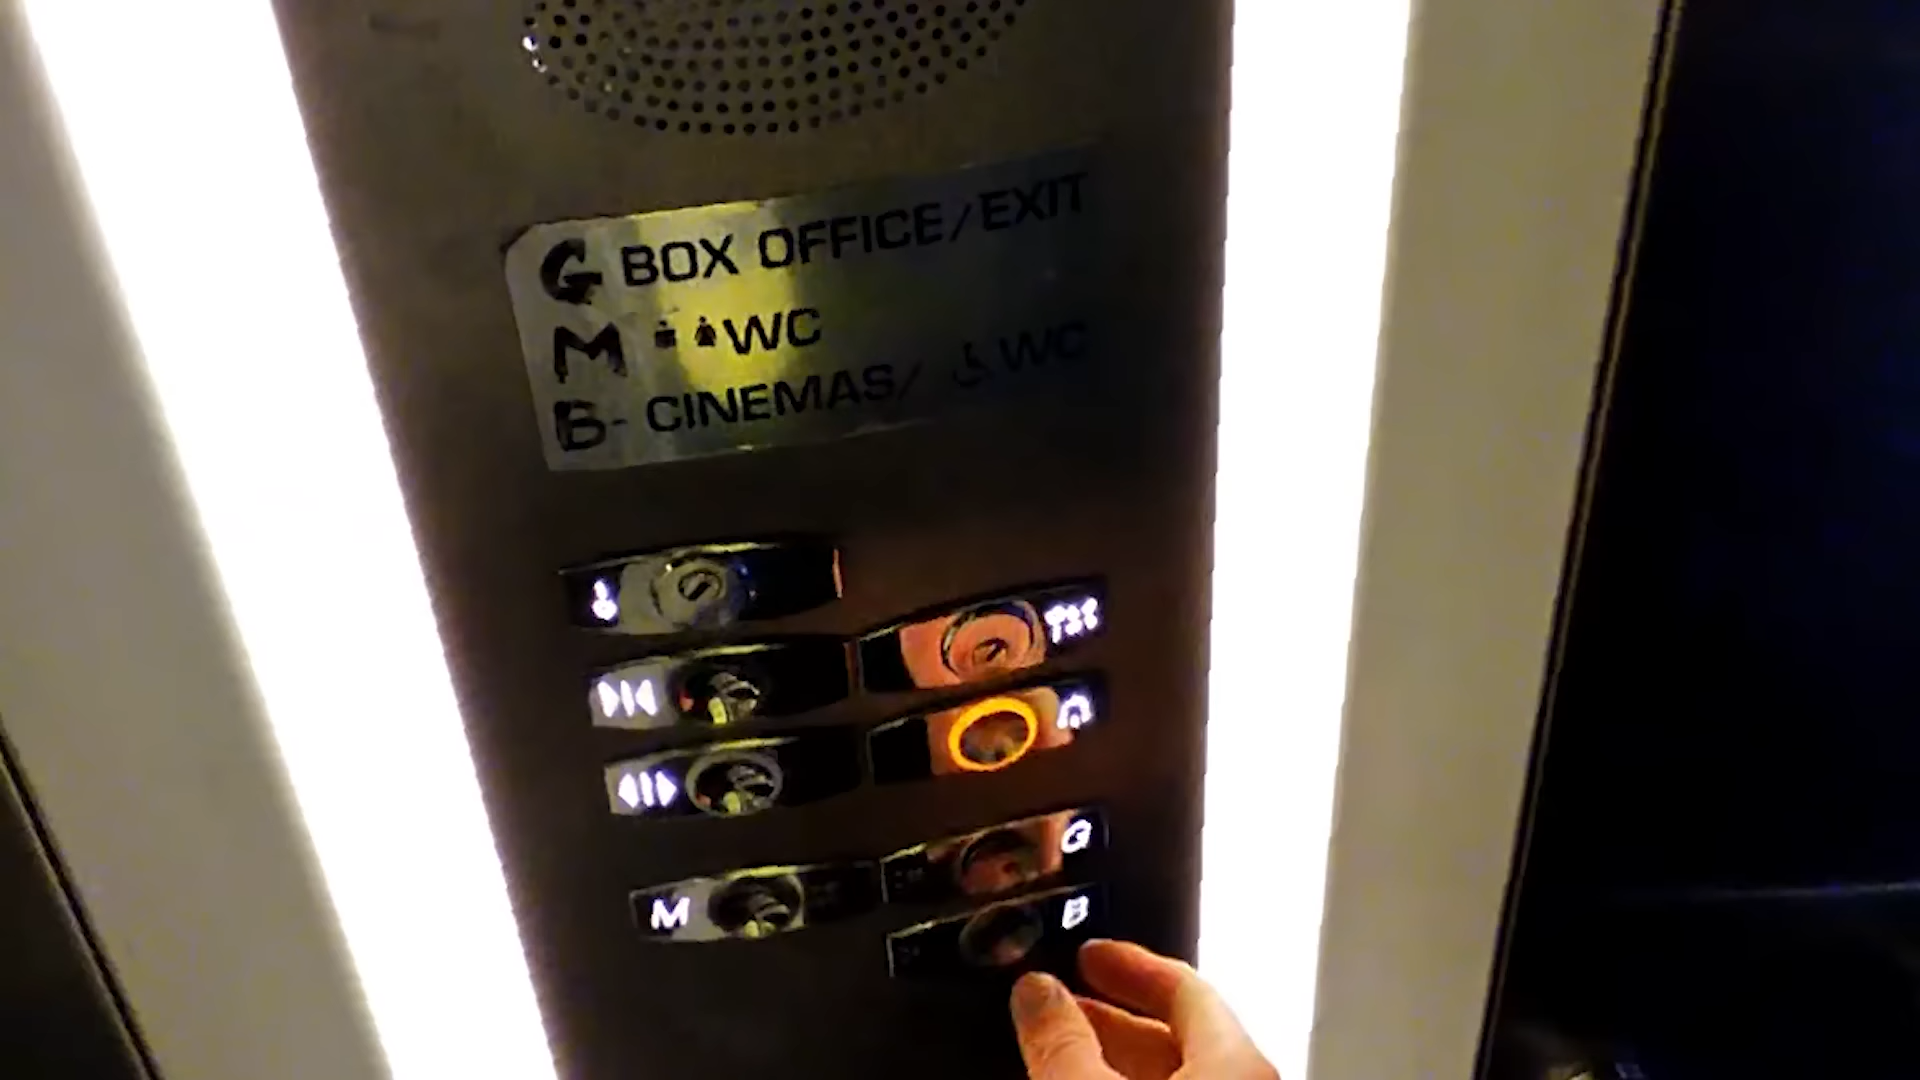 G BOX OFFICE/EXIT
M WC
B- CINEMAS/ WC
G
M
B